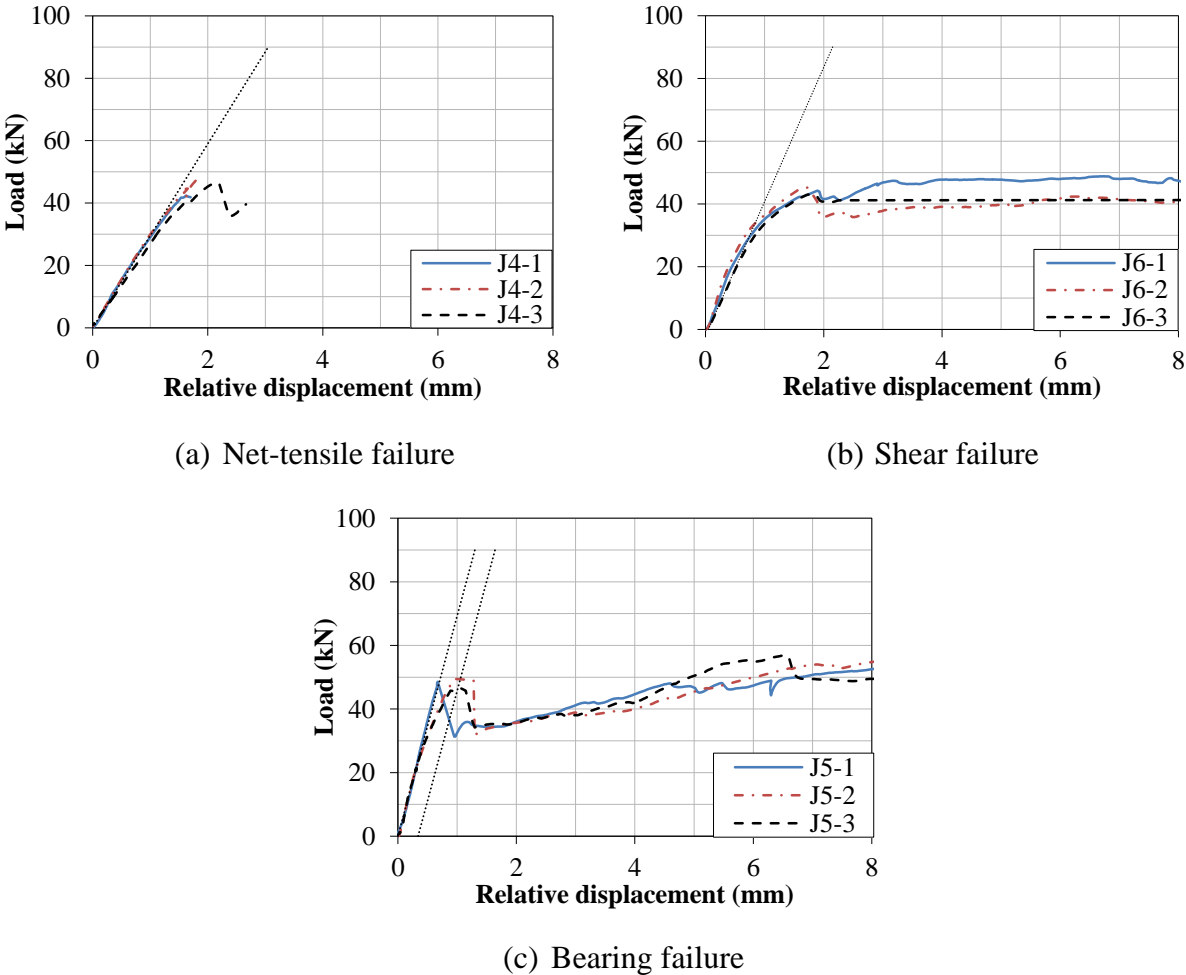 100
80
60
40
20
0
Load (kN)
0 2 4 6 8
Relative displacement (mm)
J4-1
J4-2
J4-3
(a) Net-tensile failure
100
80
60
40
20
0
Load (kN)
0 2 4 6 8
Relative displacement (mm)
J6-1
J6-2
J6-3
(b) Shear failure
100
80
60
40
20
0
Load (kN)
0 2 4 6 8
Relative displacement (mm)
J5-1
J5-2
J5-3
(c) Bearing failure